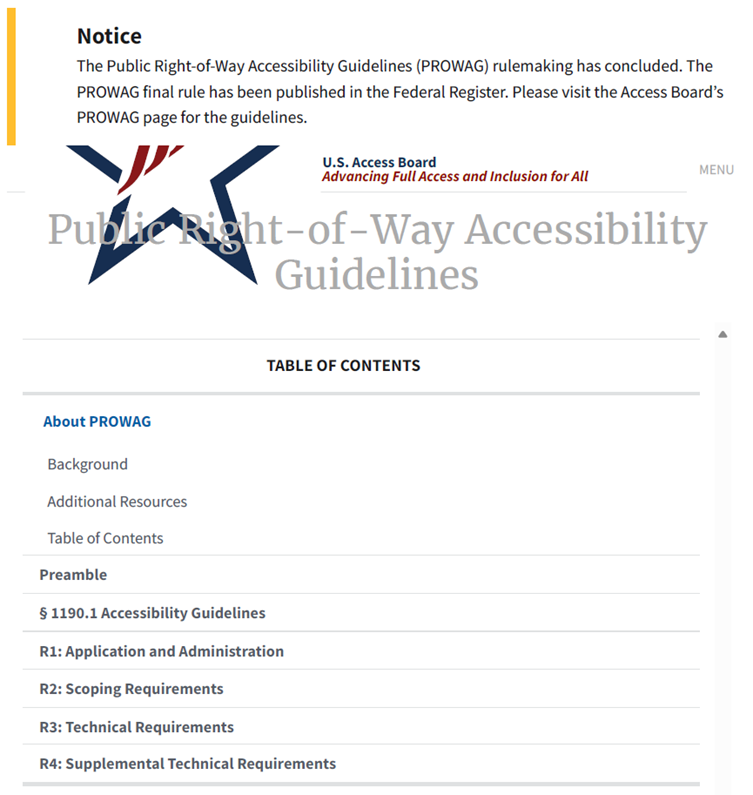 Notice
The Public Right-of-Way Accessibility Guidelines (PROWAG) rulemaking has concluded. The
PROWAG final rule has been published in the Federal Register. Please visit the Access Board’s
PROWAG page for the guidelines.
U.S. Access Board
Advancing Full Access and Inclusion for All
MENU
Public Right-of-Way Accessibility
Guidelines
TABLE OF CONTENTS
About PROWAG
Background
Additional Resources
Table of Contents
Preamble
§ 1190.1 Accessibility Guidelines
R1: Application and Administration
R2: Scoping Requirements
R3: Technical Requirements
R4: Supplemental Technical Requirements